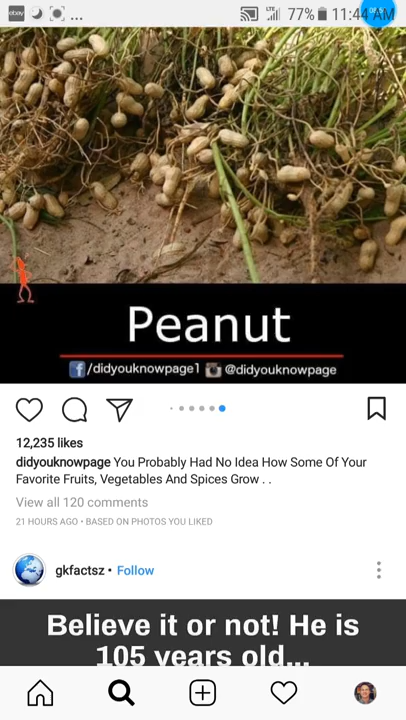 ebay
...
LTE
77%
11:44 AM
Peanut
/didyouknowpage1 @didyouknowpage
12,235 likes
didyouknowpage You Probably Had No Idea How Some Of Your
Favorite Fruits, Vegetables And Spices Grow . .
View all 120 comments
21 HOURS AGO • BASED ON PHOTOS YOU LIKED
gkfactsz • Follow
Believe it or not! He is
105 years old...